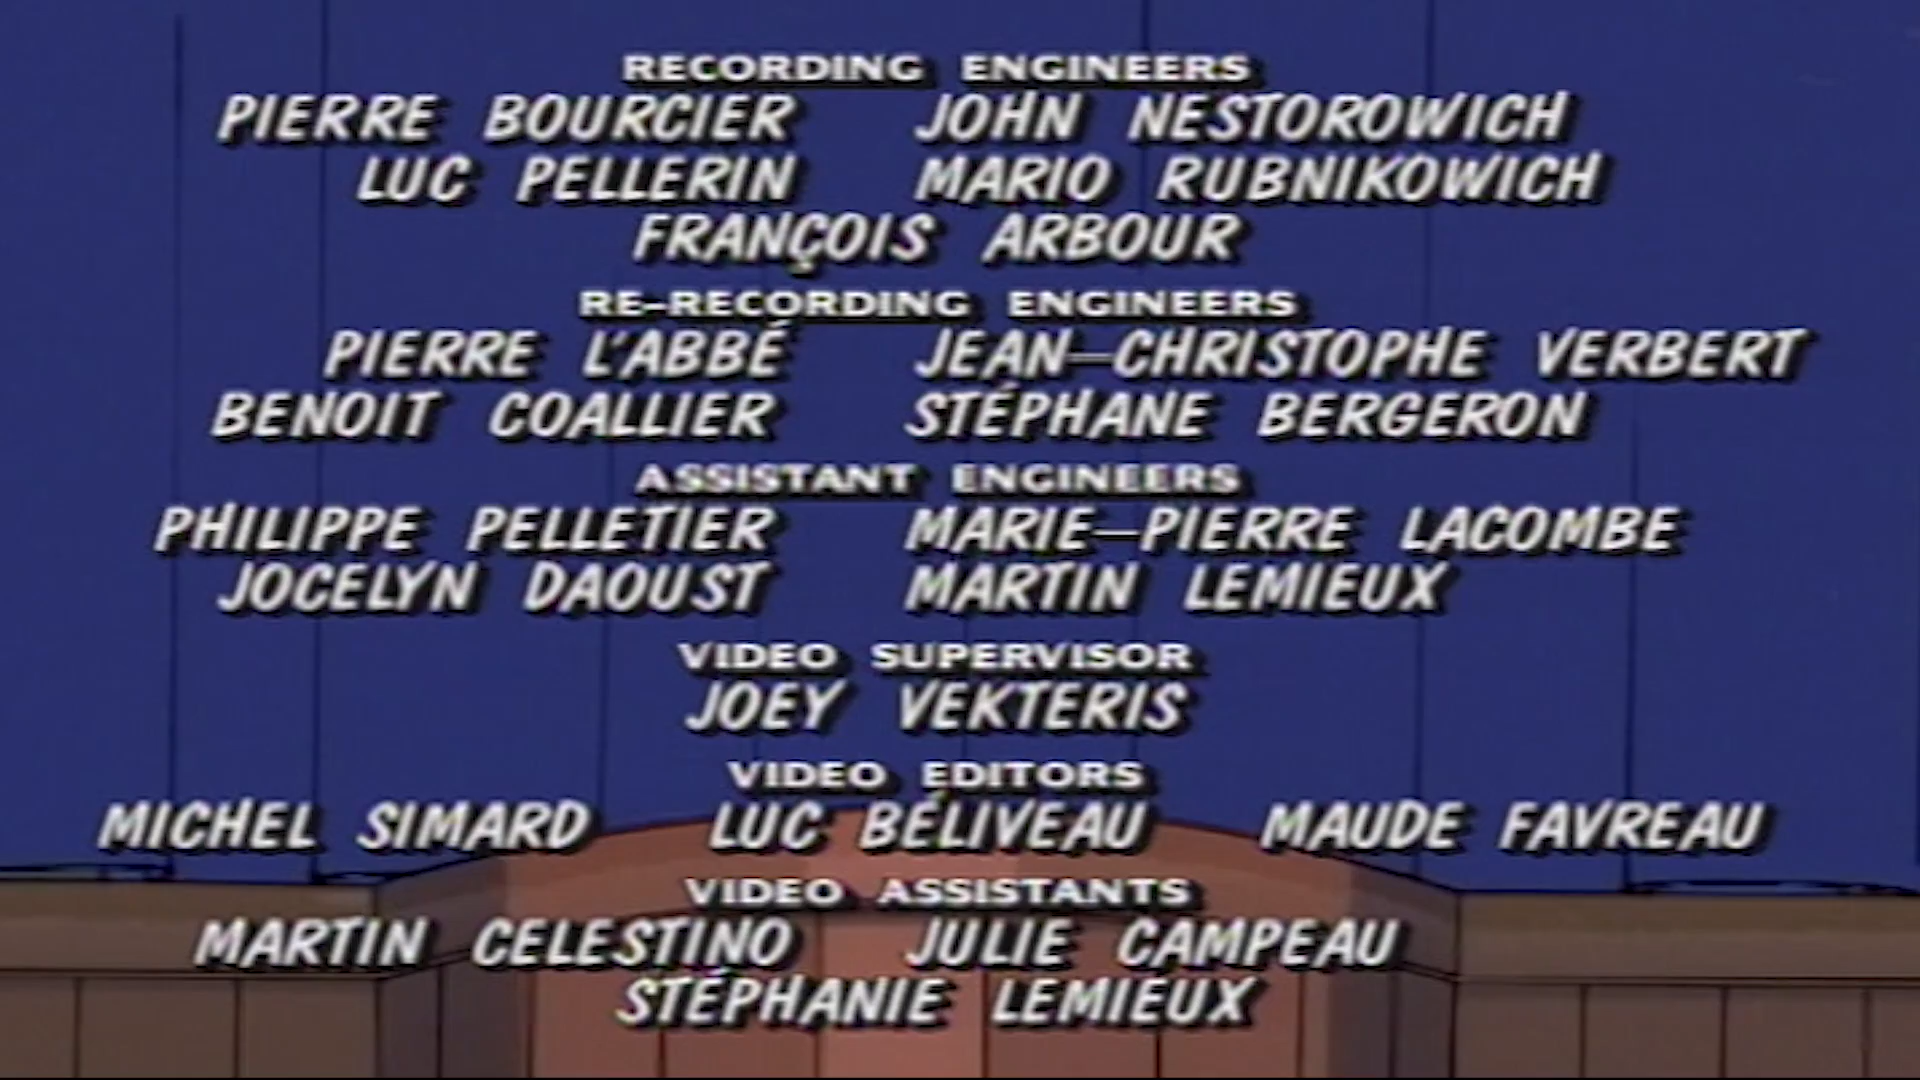 RECORDING ENGINEERS
PIERRE BOURCIER JOHN NESTOROWICH
LUC PELLERIN MARIO RUBNIKOWICH
FRANÇOIS ARBOUR
RE-RECORDING ENGINEERS
PIERRE L'ABBÉ JEAN-CHRISTOPHE VERBERT
BENOIT COALLIER STÉPHANE BERGERON
ASSISTANT ENGINEERS
PHILIPPE PELLETIER MARIE-PIERRE LACOMBE
JOCELYN DAOUST MARTIN LEMIEUX
VIDEO SUPERVISOR
JOEY VEKTERIS
VIDEO EDITORS
MICHEL SIMARD LUC BÉLIVEAU MAUDE FAVREAU
VIDEO ASSISTANTS
MARTIN CELESTINO JULIE CAMPEAU
STÉPHANIE LEMIEUX